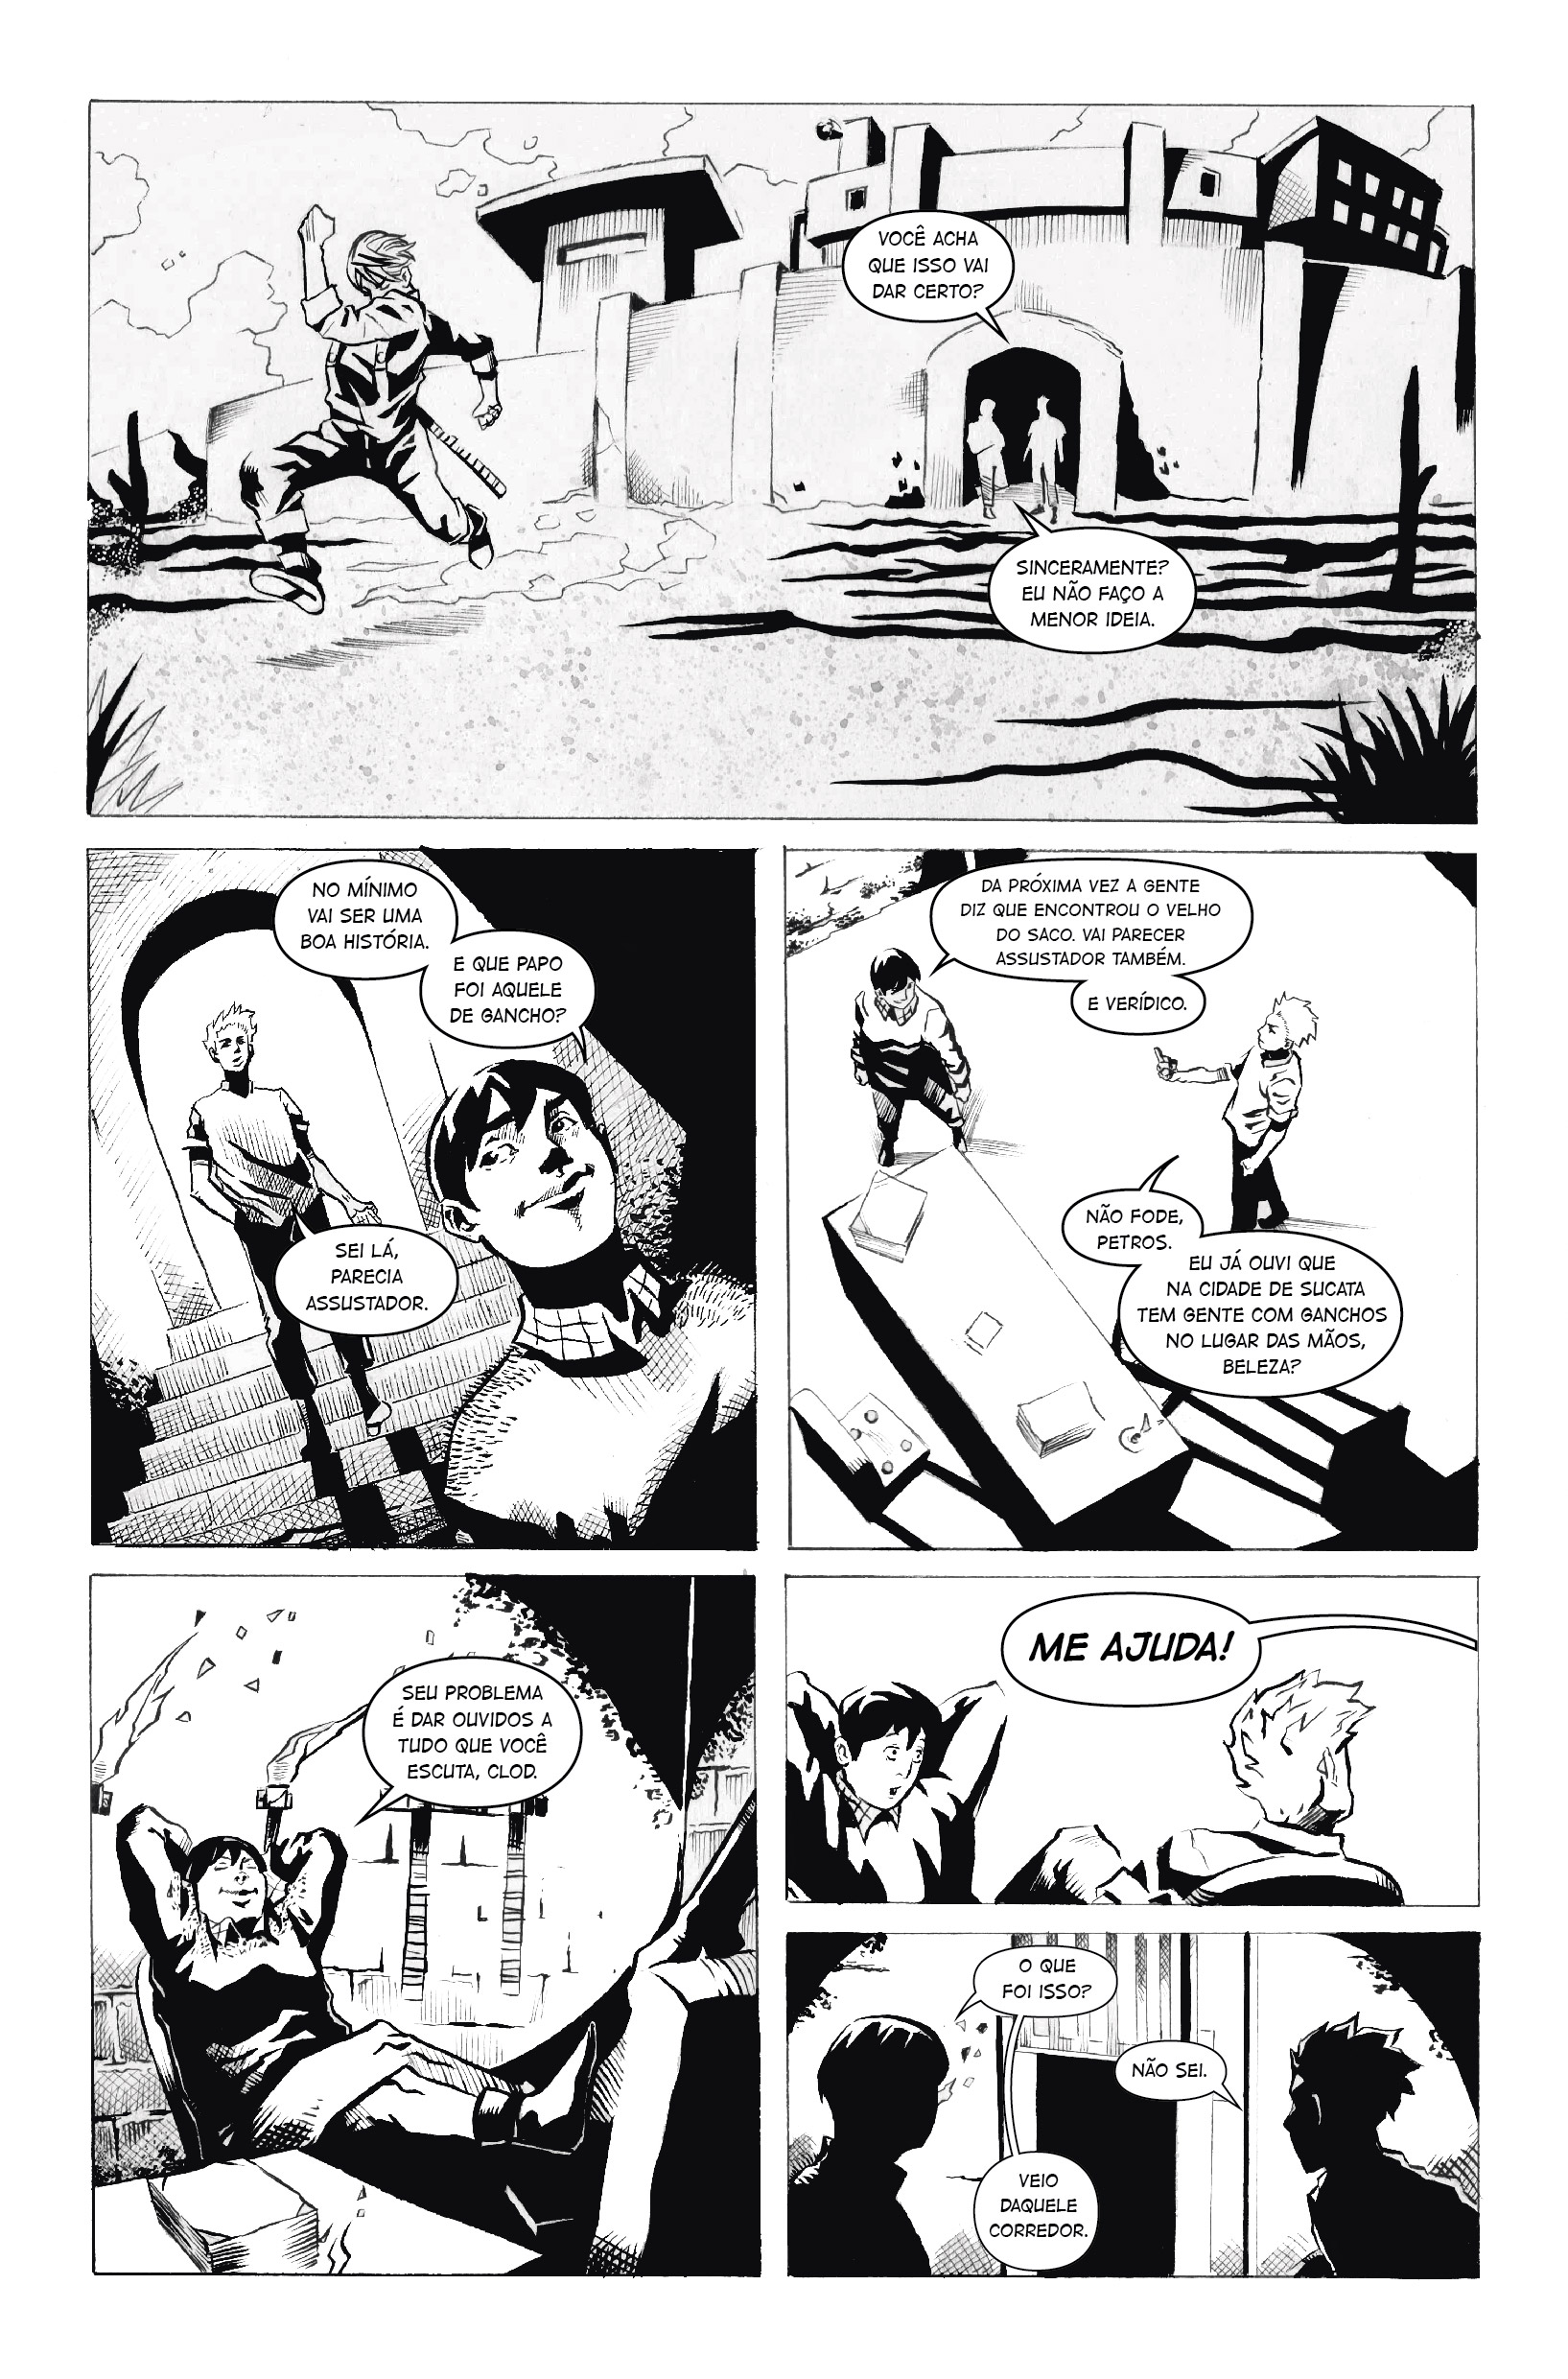 VOCÊ ACHA
QUE ISSO VAI
DAR CERTO?
SINCERAMENTE?
EU NÃO FAÇO A
MENOR IDEIA.
NO MÍNIMO
VAI SER UMA
BOA HISTÓRIA.
E QUE PAPO
FOI AQUELE
DE GANCHO?
SEI LÁ,
PARECIA
ASSUSTADOR.
DA PRÓXIMA VEZ A GENTE
DIZ QUE ENCONTROU O VELHO
DO SACO. VAI PARECER
ASSUSTADOR TAMBÉM.
E VERÍDICO.
NÃO FODE,
PETROS.
EU JÁ OUVI QUE
NA CIDADE DE SUCATA
TEM GENTE COM GANCHOS
NO LUGAR DAS MÃOS,
BELEZA?
SEU PROBLEMA
É DAR OUVIDOS A
TUDO QUE VOCÊ
ESCUTA, CLOD.
ME AJUDA!
O QUE
FOI ISSO?
NÃO SEI.
VEIO
DAQUELE
CORREDOR.